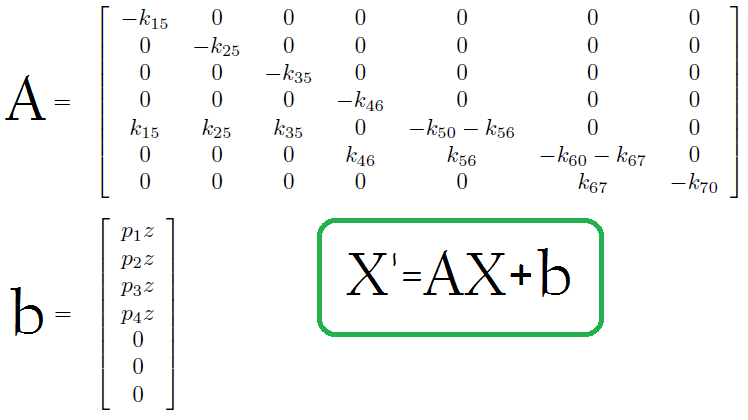 A = [ −k₁₅ 0 0 0 0 0 0
0 −k₂₅ 0 0 0 0 0
0 0 −k₃₅ 0 0 0 0
0 0 0 −k₄₆ 0 0 0
k₁₅ k₂₅ k₃₅ 0 −k₅₀ − k₅₆ 0 0
0 0 0 k₄₆ k₅₆ −k₆₀ − k₆₇ 0
0 0 0 0 0 k₆₇ −k₇₀ ]
b = [ p₁z
p₂z
p₃z
p₄z
0
0
0 ]
X'=AX+b